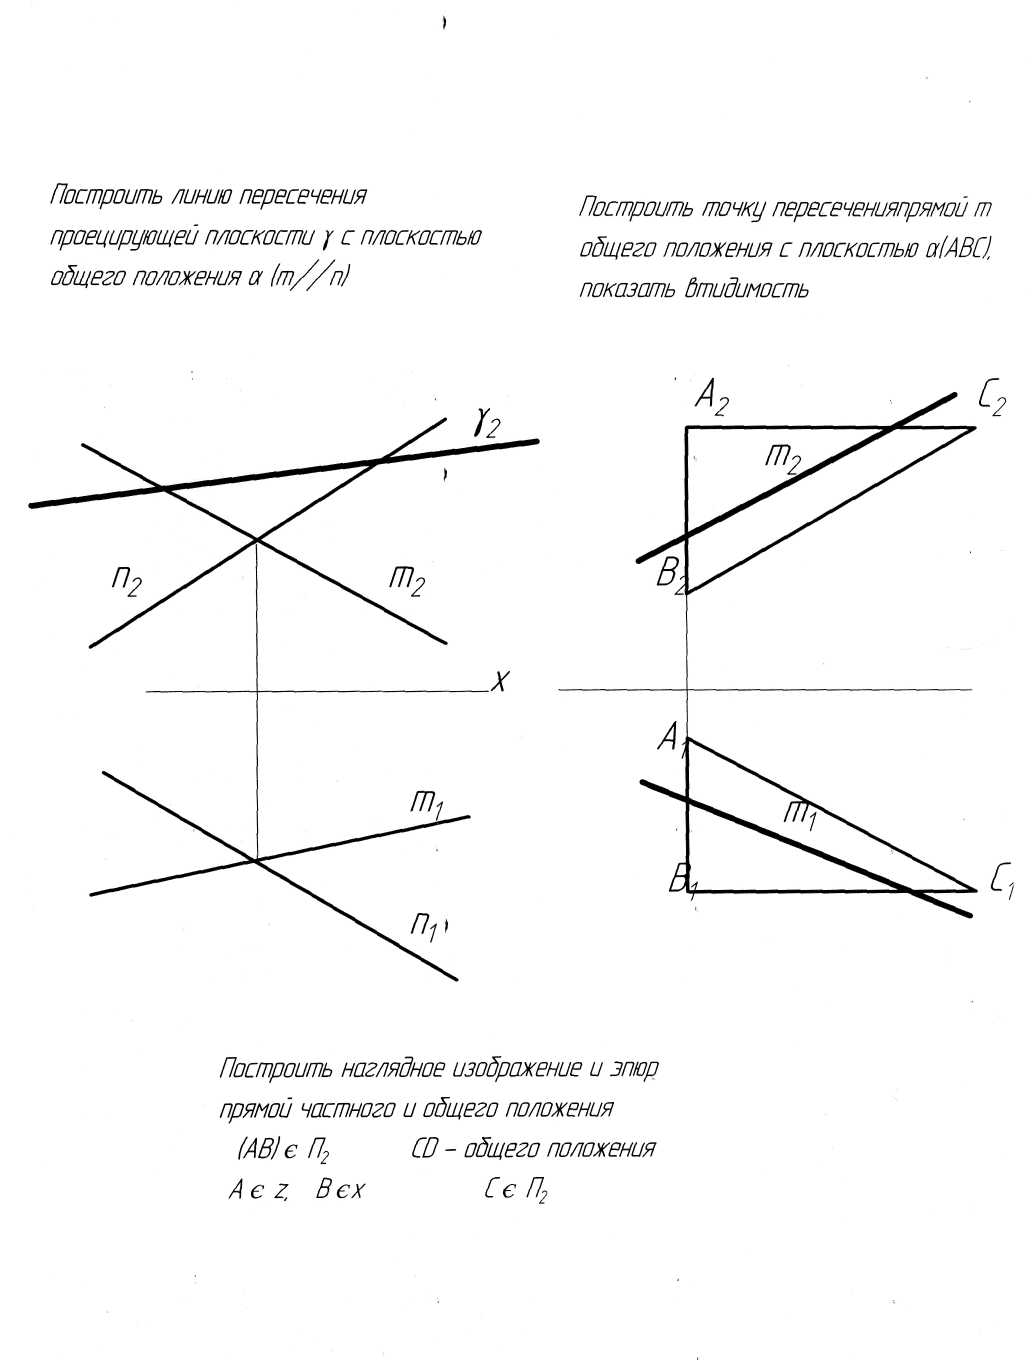 Построить линию пересечения
проецирующей плоскости γ с плоскостью
общего положения α (m//n)
Построить точку пересеченияпрямой m
общего положения с плоскостью α(ABC),
показать втидимость
γ2
n2
m2
x
m1
n1
A2
C2
m2
B2
A1
m1
B1
C1
Построить наглядное изображение и эпюр
прямой частного и общего положения
(AB) є П2 CD – общего положения
A є z, B є x C є П2